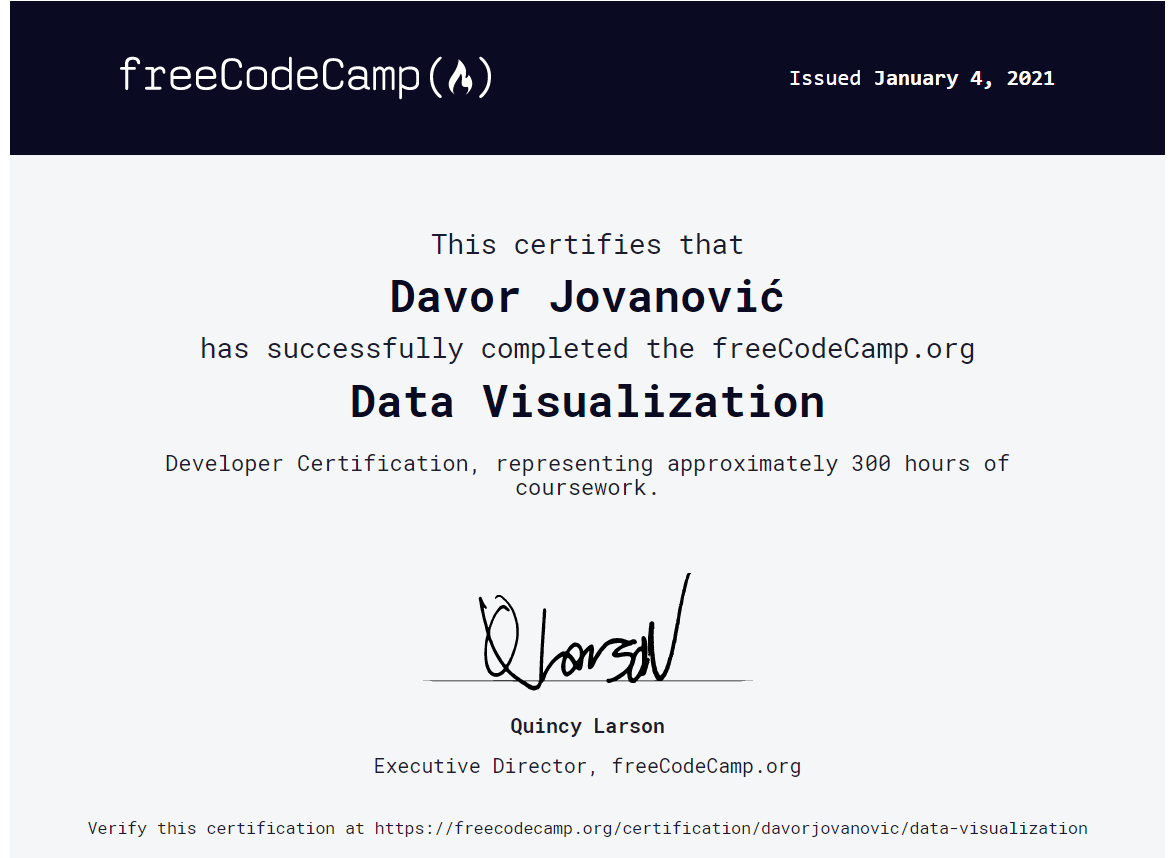 freeCodeCamp(🔥)
Issued January 4, 2021
This certifies that
Davor Jovanović
has successfully completed the freeCodeCamp.org
Data Visualization
Developer Certification, representing approximately 300 hours of
coursework.
Q Larson
Quincy Larson
Executive Director, freeCodeCamp.org
Verify this certification at https://freecodecamp.org/certification/davorjovanovic/data-visualization